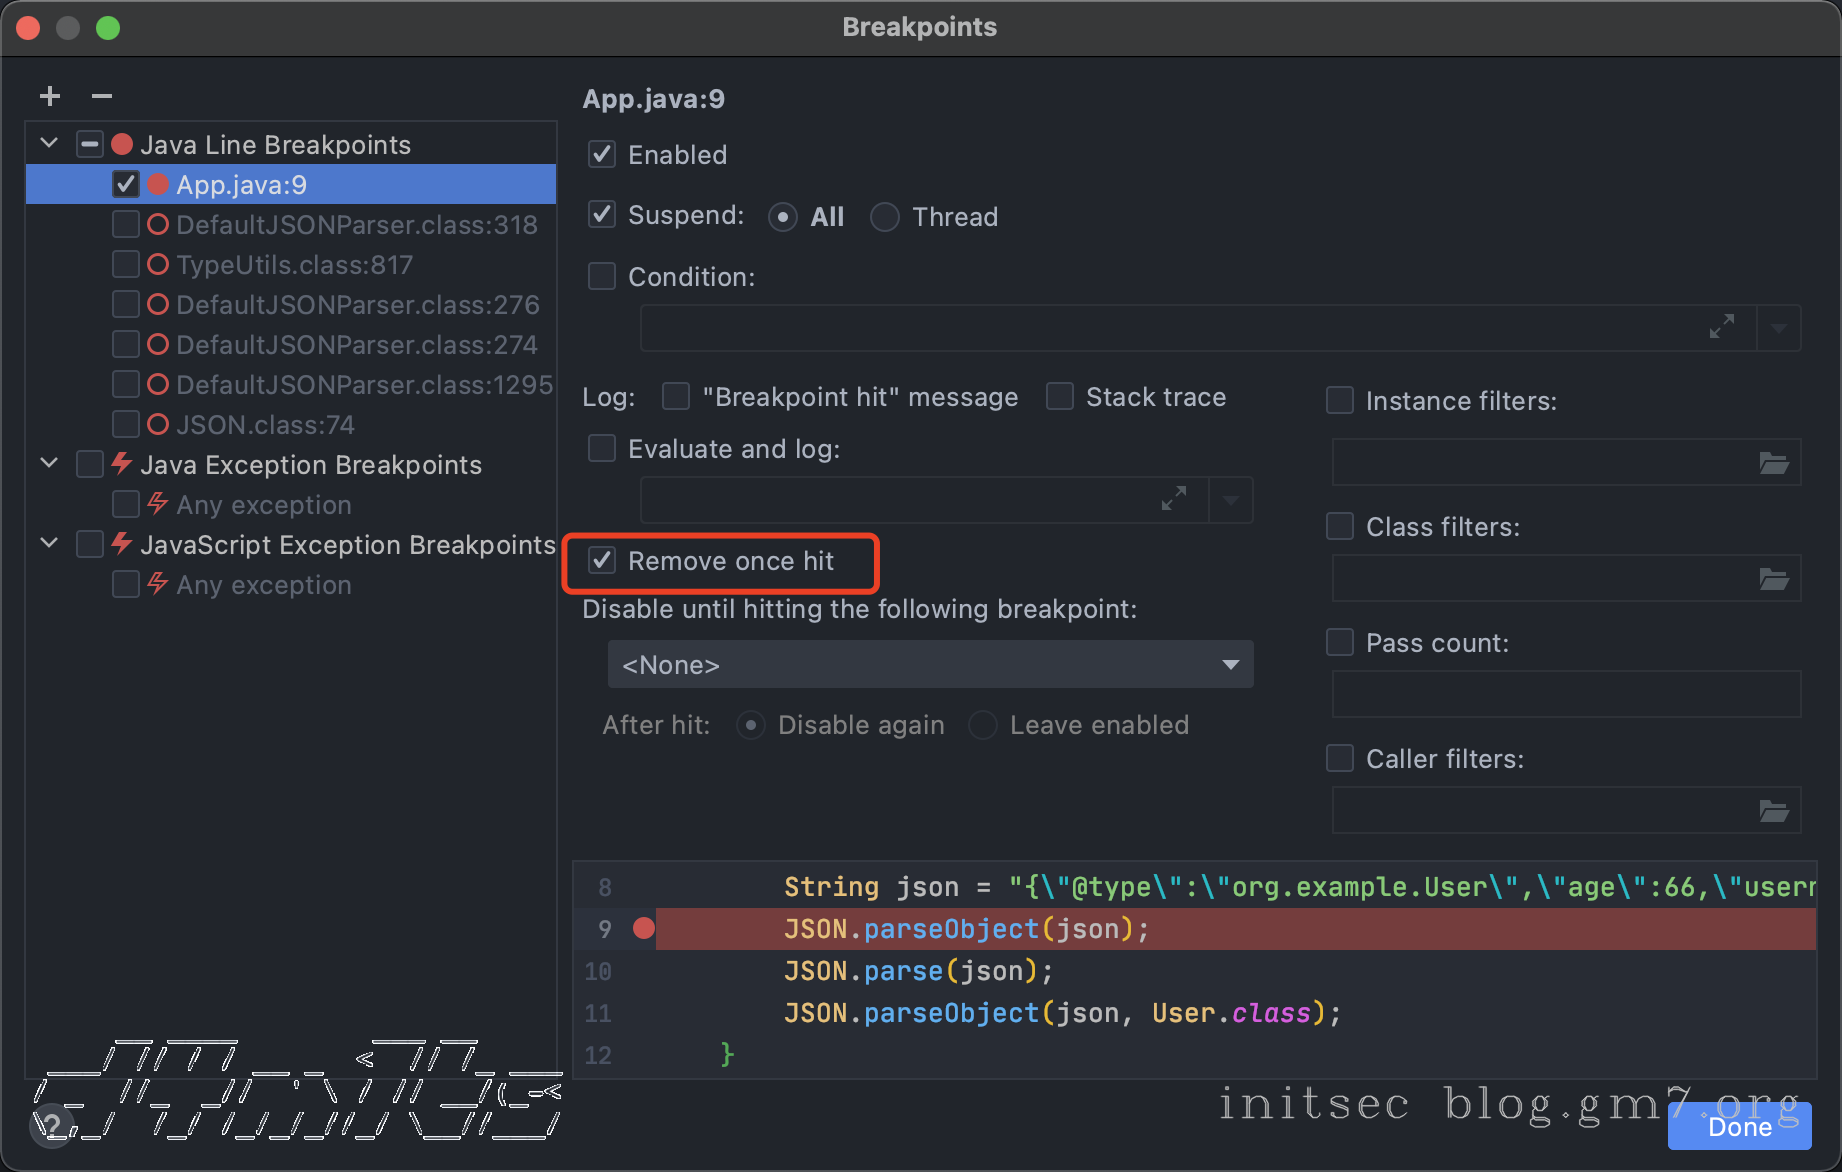 Breakpoints
Java Line Breakpoints
App.java:9
DefaultJSONParser.class:318
TypeUtils.class:817
DefaultJSONParser.class:276
DefaultJSONParser.class:274
DefaultJSONParser.class:1295
JSON.class:74
Java Exception Breakpoints
Any exception
JavaScript Exception Breakpoints
Any exception
App.java:9
Enabled
Suspend: All Thread
Condition:
Log: "Breakpoint hit" message Stack trace
Evaluate and log:
Remove once hit
Disable until hitting the following breakpoint:
<None>
After hit: Disable again Leave enabled
Instance filters:
Class filters:
Pass count:
Caller filters:
8 String json = "{\"@type\":\"org.example.User\",\"age\":66,\"user
9 JSON.parseObject(json);
10 JSON.parse(json);
11 JSON.parseObject(json, User.class);
12 }
initsec blog.gm7.org
?
Done